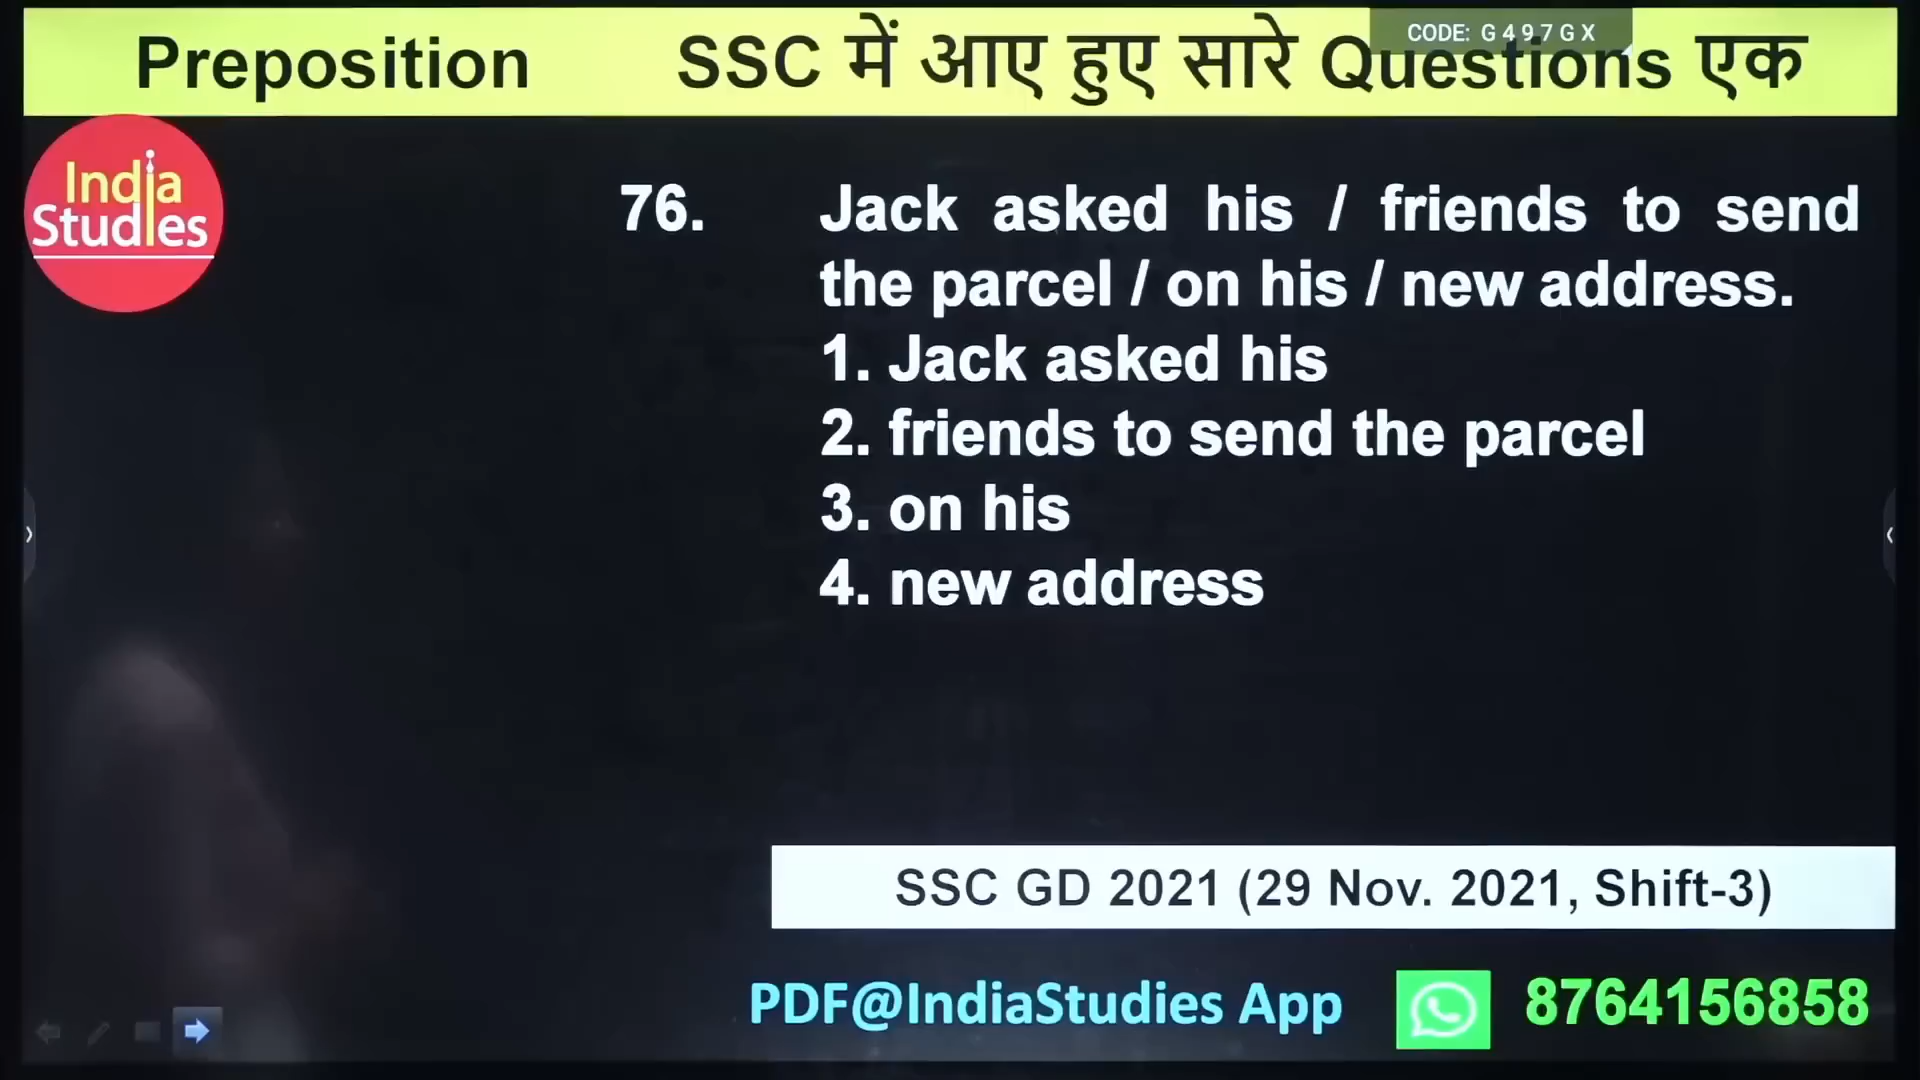 Preposition SSC में आए हुए सारे Questions एक
CODE: G 4 9 7 G X
India
Studies
76. Jack asked his / friends to send
the parcel / on his / new address.
1. Jack asked his
2. friends to send the parcel
3. on his
4. new address
SSC GD 2021 (29 Nov. 2021, Shift-3)
PDF@IndiaStudies App 8764156858